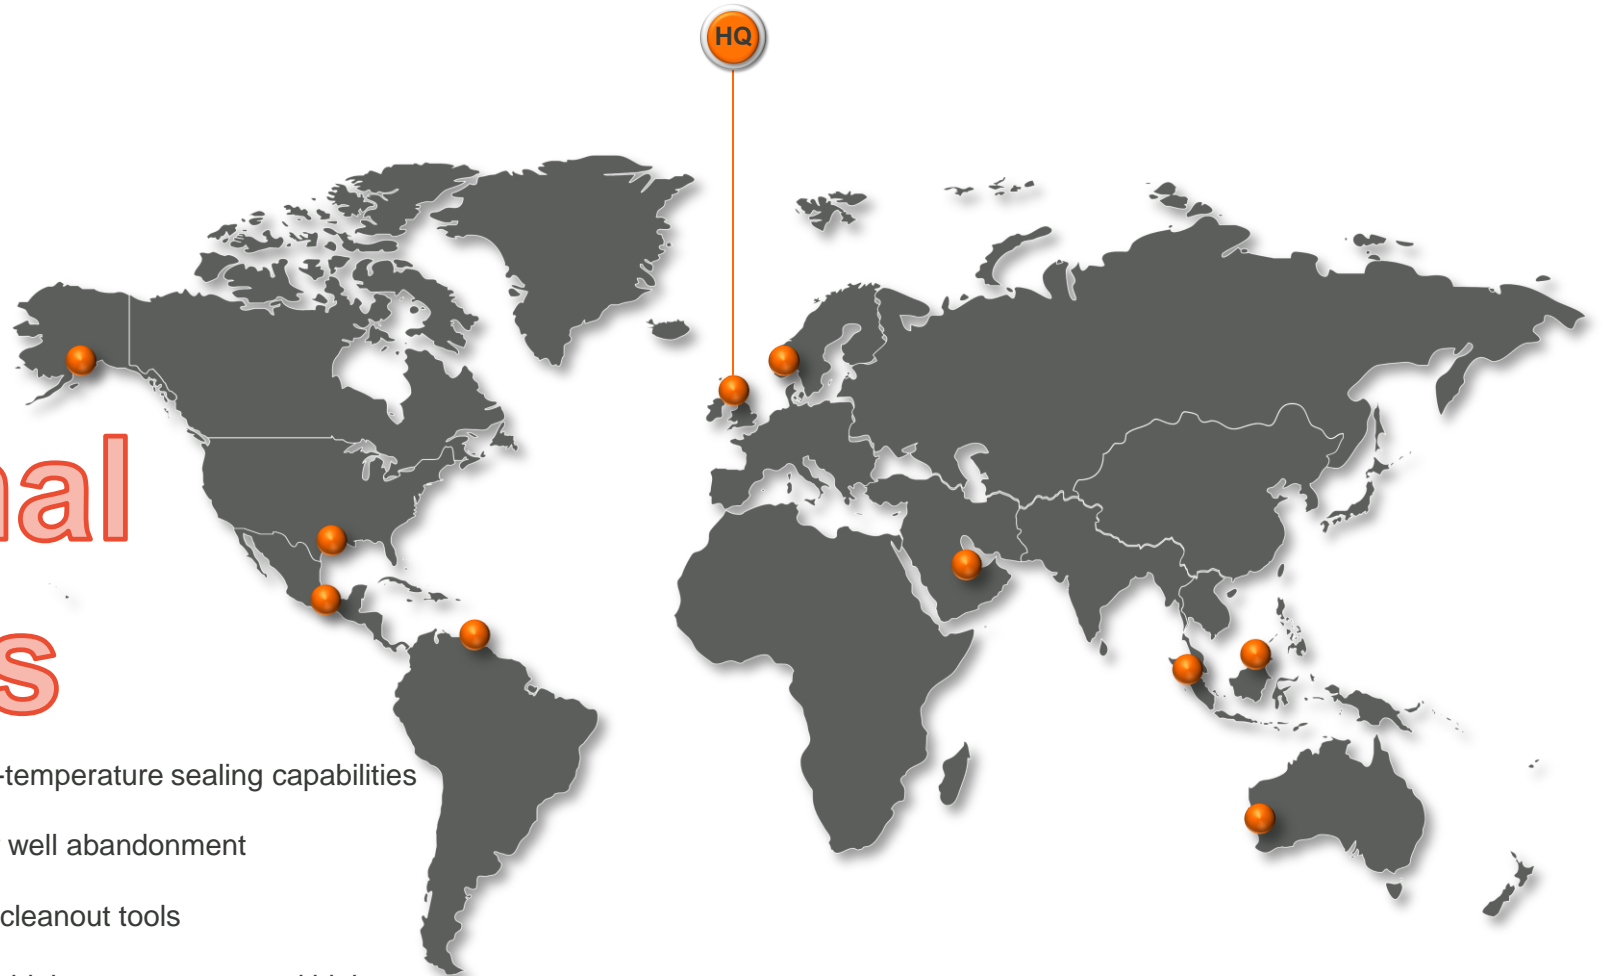 HQ
nal
s
-temperature sealing capabilities
well abandonment
cleanout tools